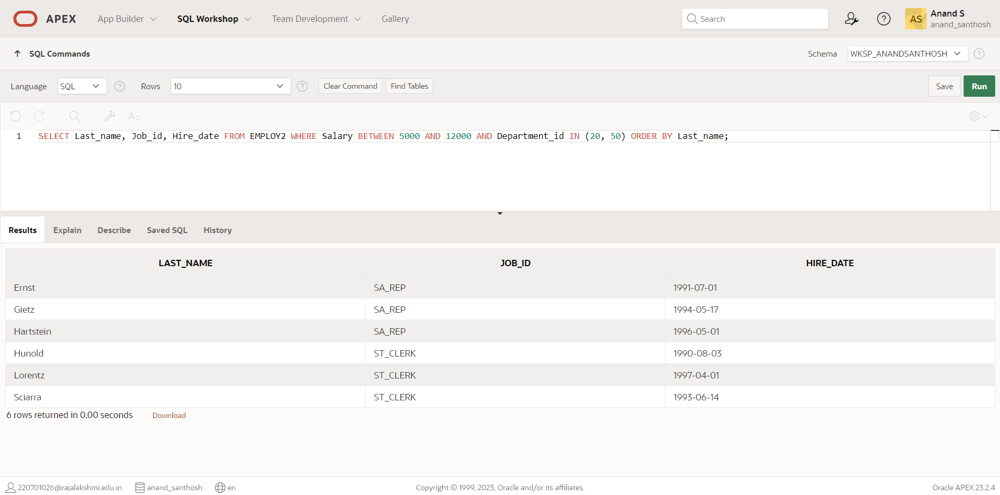 APEX App Builder SQL Workshop Team Development Gallery Search AS Anand S
anand_santhosh
SQL Commands Schema WKSP_ANANDSANTHOSH ?
Language SQL ? Rows 10 ? Clear Command Find Tables Save Run
1 SELECT Last_name, Job_id, Hire_date FROM EMPLOY2 WHERE Salary BETWEEN 5000 AND 12000 AND Department_id IN (20, 50) ORDER BY Last_name;
Results Explain Describe Saved SQL History
LAST_NAME JOB_ID HIRE_DATE
Ernst SA_REP 1991-07-01
Gietz SA_REP 1994-05-17
Hartstein SA_REP 1996-05-01
Hunold ST_CLERK 1990-08-03
Lorentz ST_CLERK 1997-04-01
Sciarra ST_CLERK 1993-06-14
6 rows returned in 0.00 seconds Download
220701026@rajalakshmi.edu.in anand_santhosh en Copyright © 1999, 2023, Oracle and/or its affiliates. Oracle APEX 23.2.4